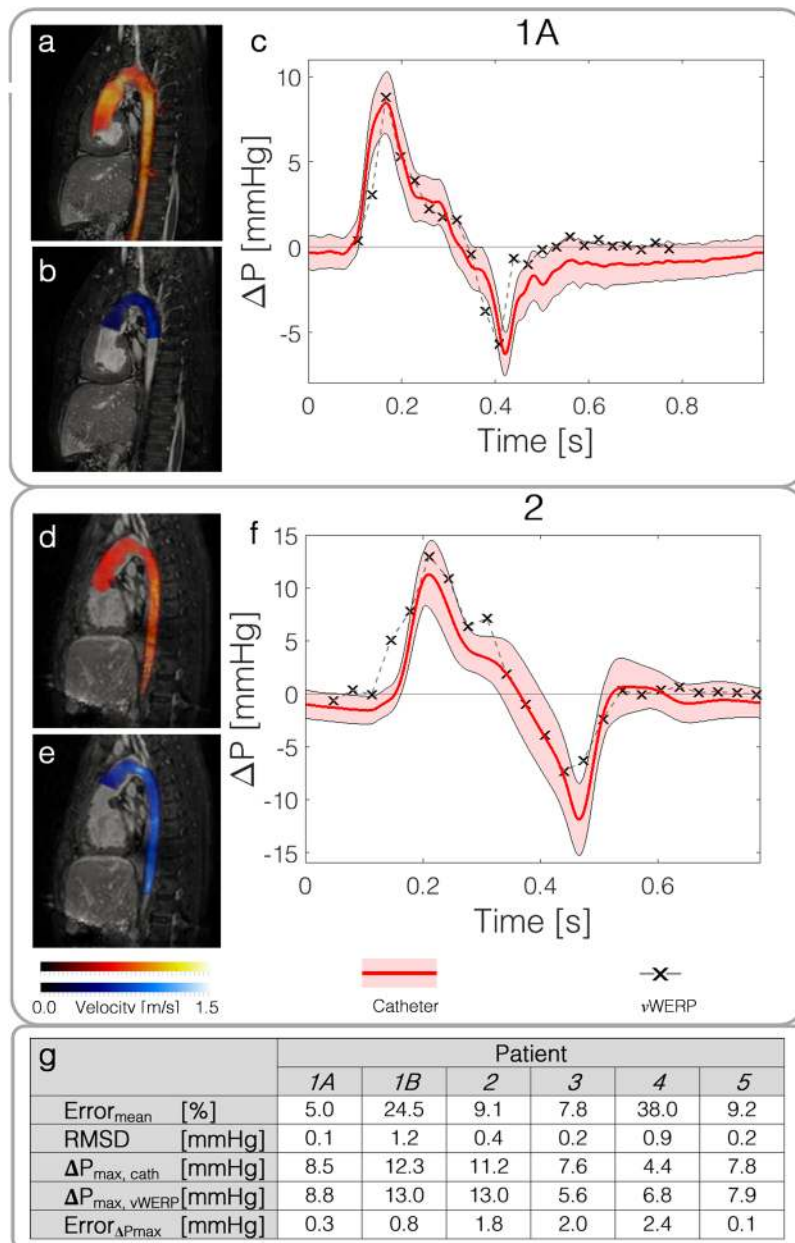 a
b
c
1A
ΔP [mmHg]
10
5
0
-5
0
0.2
0.4
0.6
0.8
Time [s]
d
e
f
2
ΔP [mmHg]
15
10
5
0
-5
-10
-15
0
0.2
0.4
0.6
Time [s]
0.0 Velocity [m/s] 1.5
Catheter
vWERP
g
Patient
1A 1B 2 3 4 5
Error_mean [%] 5.0 24.5 9.1 7.8 38.0 9.2
RMSD [mmHg] 0.1 1.2 0.4 0.2 0.9 0.2
ΔP_max, cath [mmHg] 8.5 12.3 11.2 7.6 4.4 7.8
ΔP_max, vWERP [mmHg] 8.8 13.0 13.0 5.6 6.8 7.9
Error_ΔPmax [mmHg] 0.3 0.8 1.8 2.0 2.4 0.1